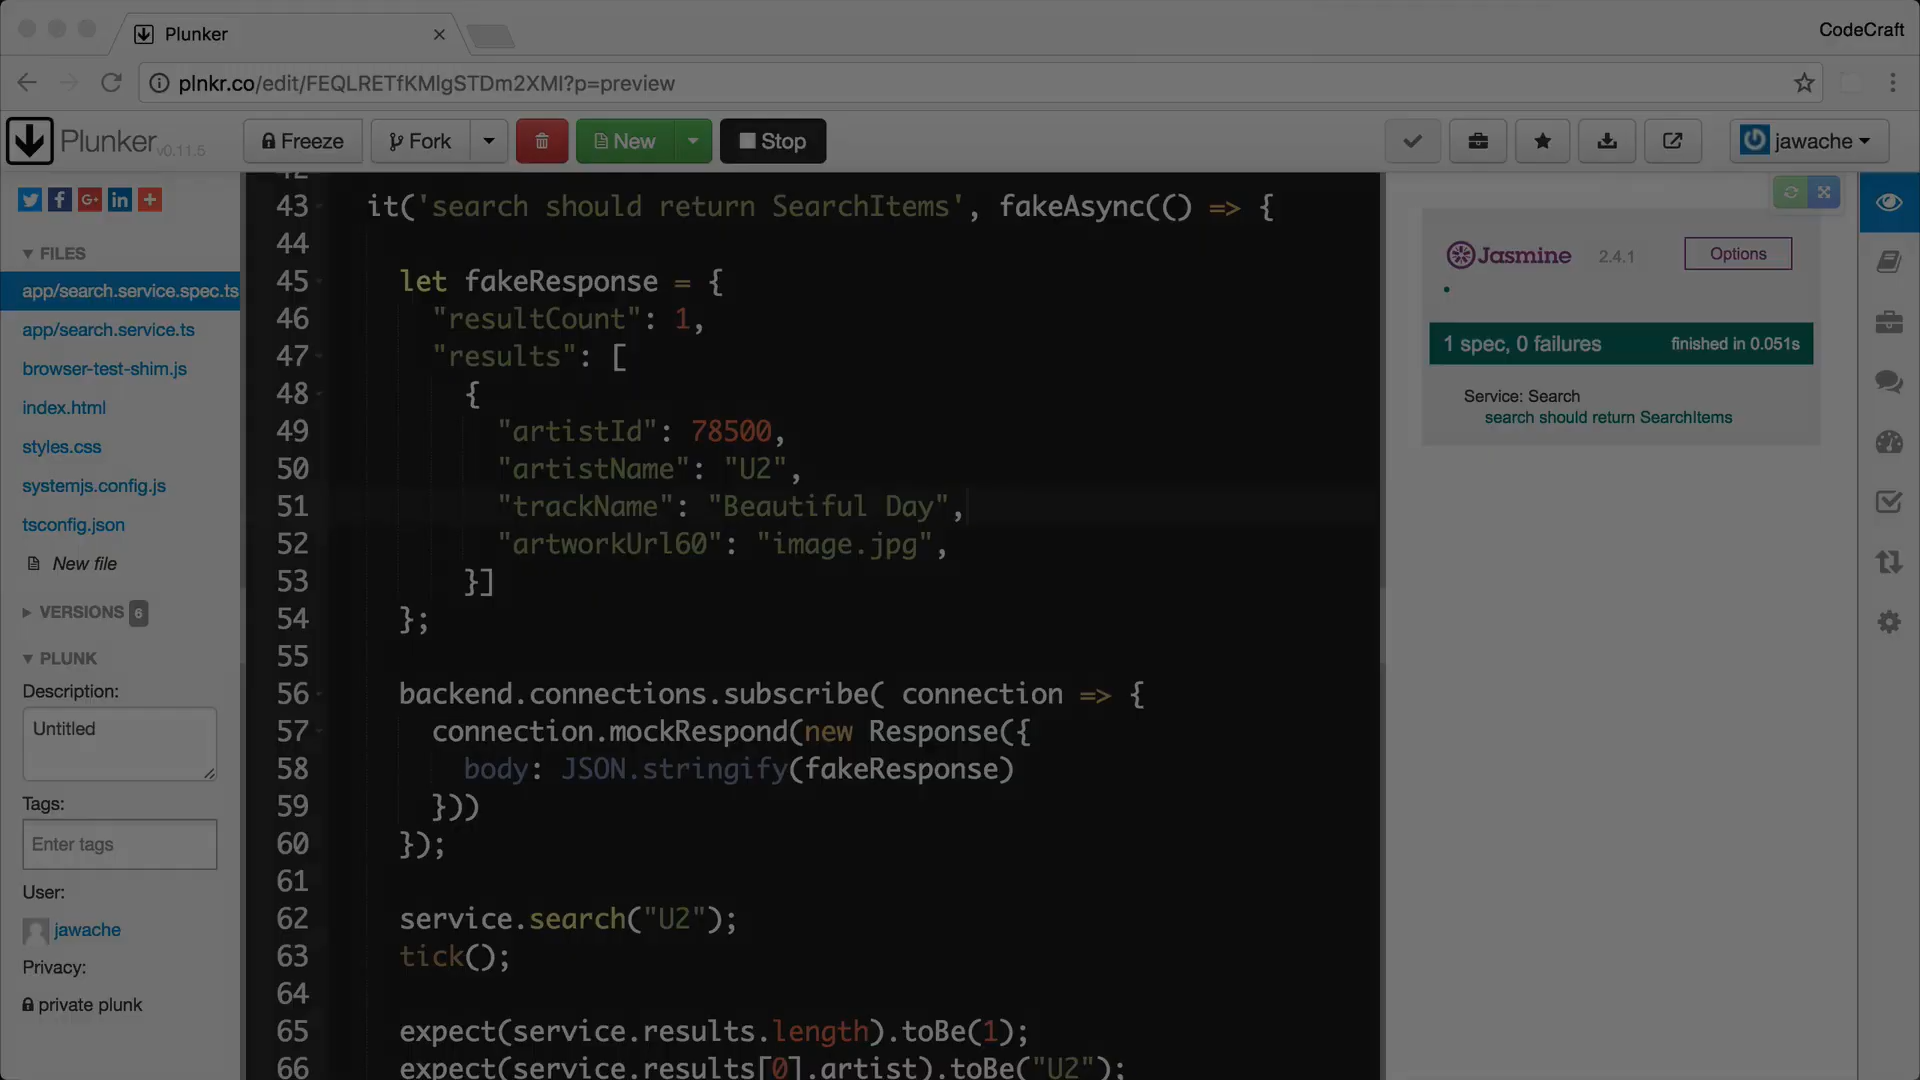 Plunker
CodeCraft
plnkr.co/edit/FEQLRETfKMlgSTDm2XMl?p=preview
Plunker v0.11.5
Freeze
Fork
New
Stop
jawache
FILES
app/search.service.spec.ts
app/search.service.ts
browser-test-shim.js
index.html
styles.css
systemjs.config.js
tsconfig.json
New file
VERSIONS 6
PLUNK
Description:
Untitled
Tags:
Enter tags
User:
jawache
Privacy:
private plunk
42
43 it('search should return SearchItems', fakeAsync(() => {
44
45 let fakeResponse = {
46 "resultCount": 1,
47 "results": [
48 {
49 "artistId": 78500,
50 "artistName": "U2",
51 "trackName": "Beautiful Day",
52 "artworkUrl60": "image.jpg",
53 }]
54 };
55
56 backend.connections.subscribe( connection => {
57 connection.mockRespond(new Response({
58 body: JSON.stringify(fakeResponse)
59 }))
60 });
61
62 service.search("U2");
63 tick();
64
65 expect(service.results.length).toBe(1);
66 expect(service.results[0].artist).toBe("U2");
Jasmine 2.4.1
Options
1 spec, 0 failures
finished in 0.051s
Service: Search
search should return SearchItems